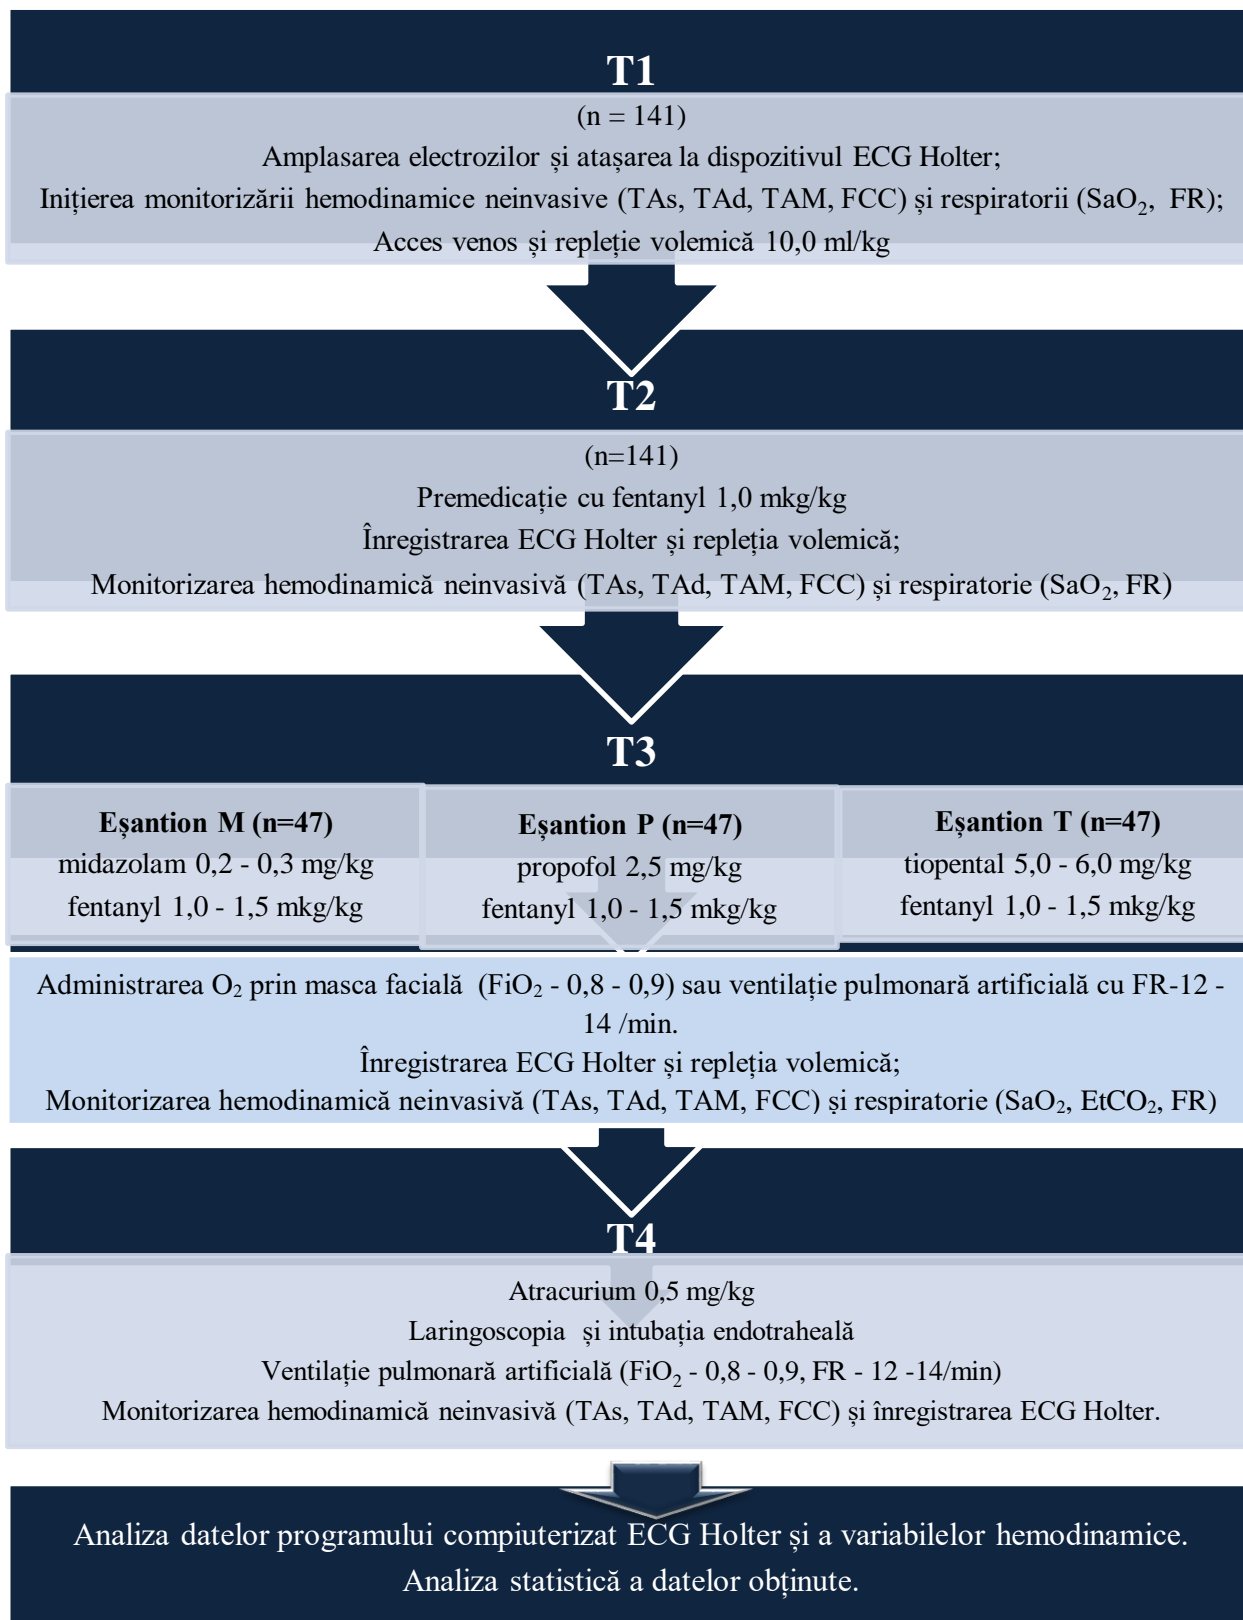 T1
(n = 141)
Amplasarea electrozilor și atașarea la dispozitivul ECG Holter;
Inițierea monitorizării hemodinamice neinvasive (TAs, TAd, TAM, FCC) și respiratorii (SaO₂, FR);
Acces venos și repleție volemică 10,0 ml/kg
T2
(n=141)
Premedicație cu fentanyl 1,0 mkg/kg
Înregistrarea ECG Holter și repleția volemică;
Monitorizarea hemodinamică neinvasivă (TAs, TAd, TAM, FCC) și respiratorie (SaO₂, FR)
T3
Eșantion M (n=47)
midazolam 0,2 - 0,3 mg/kg
fentanyl 1,0 - 1,5 mkg/kg
Eșantion P (n=47)
propofol 2,5 mg/kg
fentanyl 1,0 - 1,5 mkg/kg
Eșantion T (n=47)
tiopental 5,0 - 6,0 mg/kg
fentanyl 1,0 - 1,5 mkg/kg
Administrarea O₂ prin masca facială (FiO₂ - 0,8 - 0,9) sau ventilație pulmonară artificială cu FR-12 -
14 /min.
Înregistrarea ECG Holter și repleția volemică;
Monitorizarea hemodinamică neinvasivă (TAs, TAd, TAM, FCC) și respiratorie (SaO₂, EtCO₂, FR)
T4
Atracurium 0,5 mg/kg
Laringoscopia și intubația endotraheală
Ventilație pulmonară artificială (FiO₂ - 0,8 - 0,9, FR - 12 -14/min)
Monitorizarea hemodinamică neinvasivă (TAs, TAd, TAM, FCC) și înregistrarea ECG Holter.
Analiza datelor programului compiuterizat ECG Holter și a variabilelor hemodinamice.
Analiza statistică a datelor obținute.